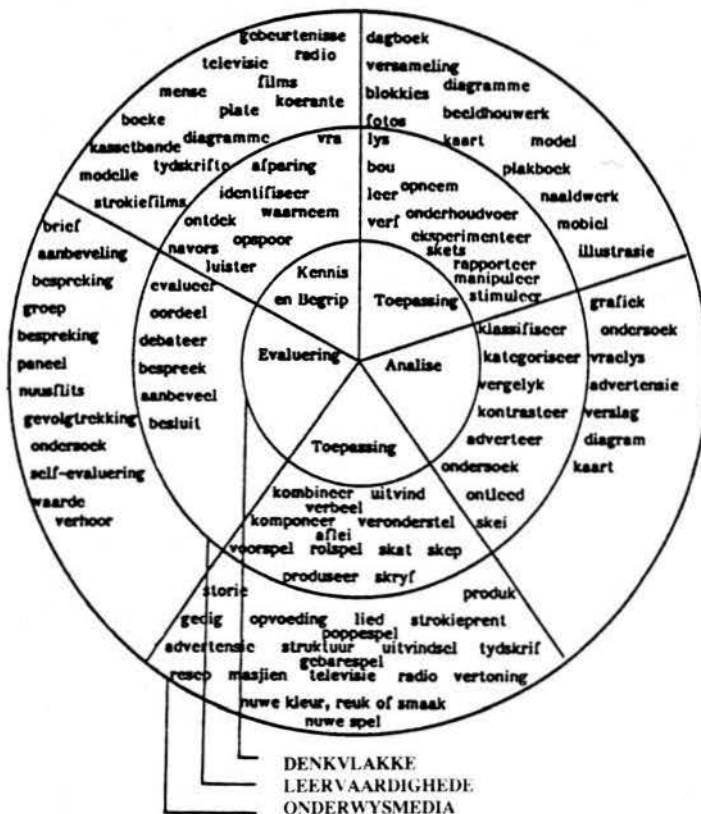 gebeurtenisse
televisie radio
films
mense koerante
boeke plate
kassetbande diagramme vra
modelle tydskrifte afparing
strokiefilms identifiseer
waarneem
ontdek
navors opspoor
luister
Kennis
en Begrip
dagboek
versameling
blokkies diagramme
beeldhouwerk
fotos
lys kaart model
bou plakboek
leer opneem naaldwerk
verf onderhoudvoer mobiel
eksperimenteer
skets illustrasie
rapporteer
manipuleer
stimuleer
Toepassing
grafiek
klassifiseer ondersoek
kategoriseer vraelys
Analise
vergelyk advertensie
kontrasteer verslag
adverteer diagram
ondersoek kaart
ontleed
skei
Toepassing
kombineer uitvind
verbeel
komponeer veronderstel
aflei
voorspel rolspel skat skep
produseer skryf
storie produk
gedig opvoeding lied strokieprent
poppespel
advertensie struktuur uitvindsel tydskrif
gebarespel
resep masjien televisie radio vertoning
nuwe kleur, reuk of smaak
nuwe spel
brief
aanbeveling
bespreking
groep
bespreking
paneel
nuusflits
gevolgtrekking
ondersoek
self-evaluering
waarde
verhoor
evalueer
oordeel
debateer
bespreek
aanbeveel
besluit
Evaluering
DENKVLAKKE
LEERVAARDIGHEDE
ONDERWYSMEDIA